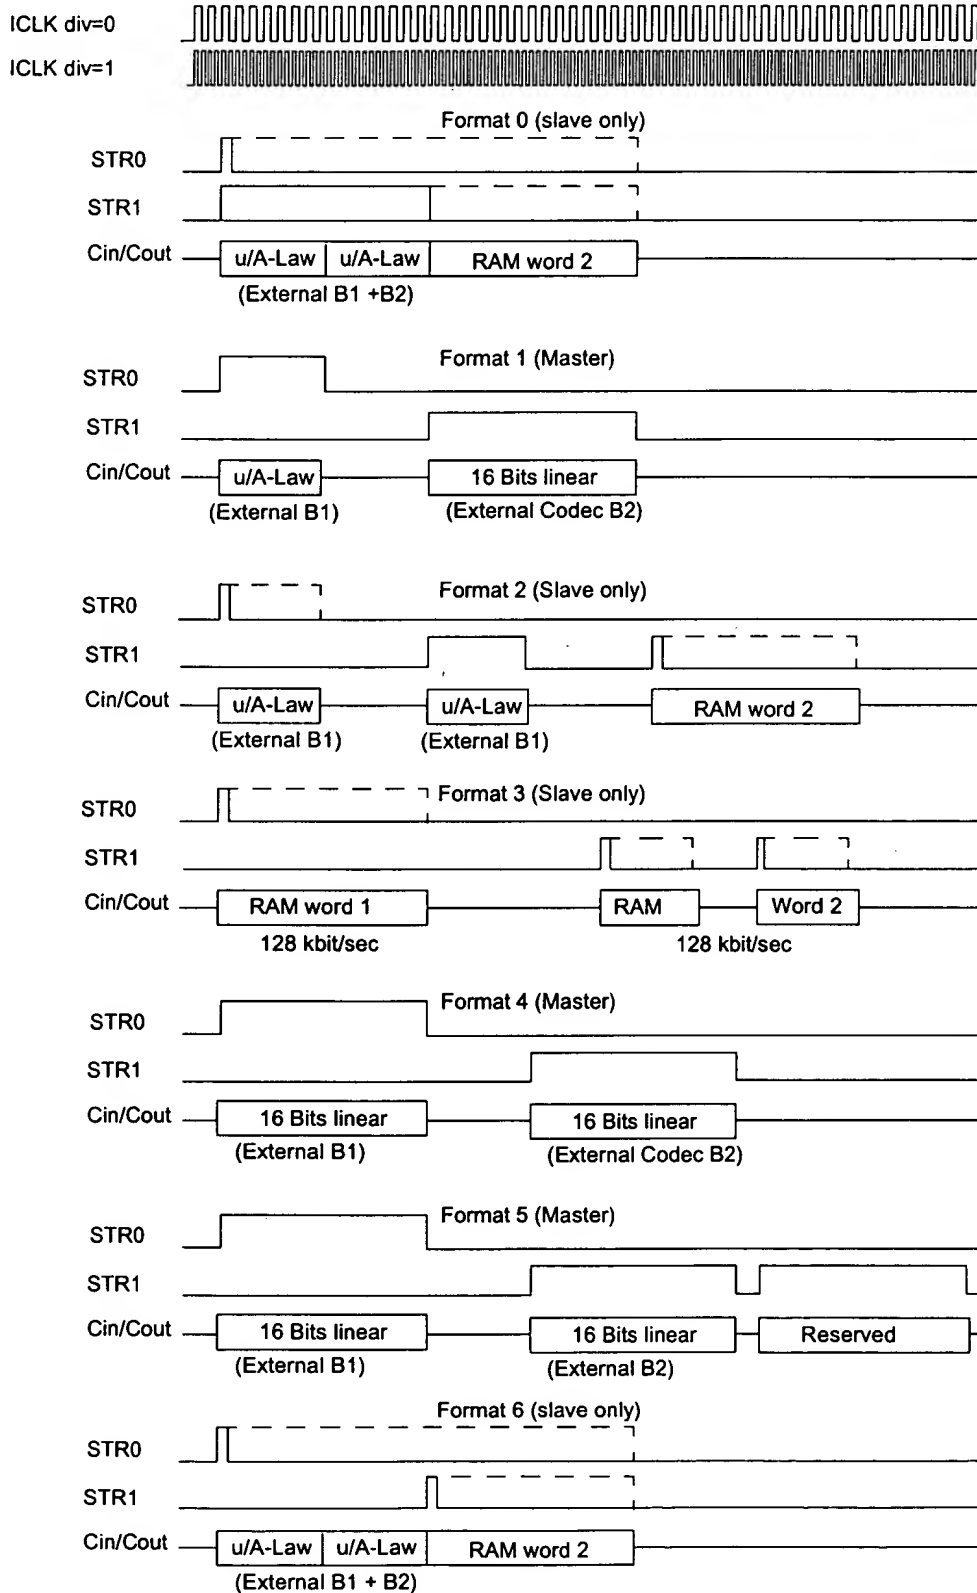 ICLK div=0
ICLK div=1
Format 0 (slave only)
STR0
STR1
Cin/Cout
u/A-Law
u/A-Law
RAM word 2
(External B1 +B2)
Format 1 (Master)
STR0
STR1
Cin/Cout
u/A-Law
16 Bits linear
(External B1)
(External Codec B2)
Format 2 (Slave only)
STR0
STR1
Cin/Cout
u/A-Law
u/A-Law
RAM word 2
(External B1)
(External B1)
Format 3 (Slave only)
STR0
STR1
Cin/Cout
RAM word 1
RAM
Word 2
128 kbit/sec
128 kbit/sec
Format 4 (Master)
STR0
STR1
Cin/Cout
16 Bits linear
16 Bits linear
(External B1)
(External Codec B2)
Format 5 (Master)
STR0
STR1
Cin/Cout
16 Bits linear
16 Bits linear
Reserved
(External B1)
(External B2)
Format 6 (slave only)
STR0
STR1
Cin/Cout
u/A-Law
u/A-Law
RAM word 2
(External B1 + B2)